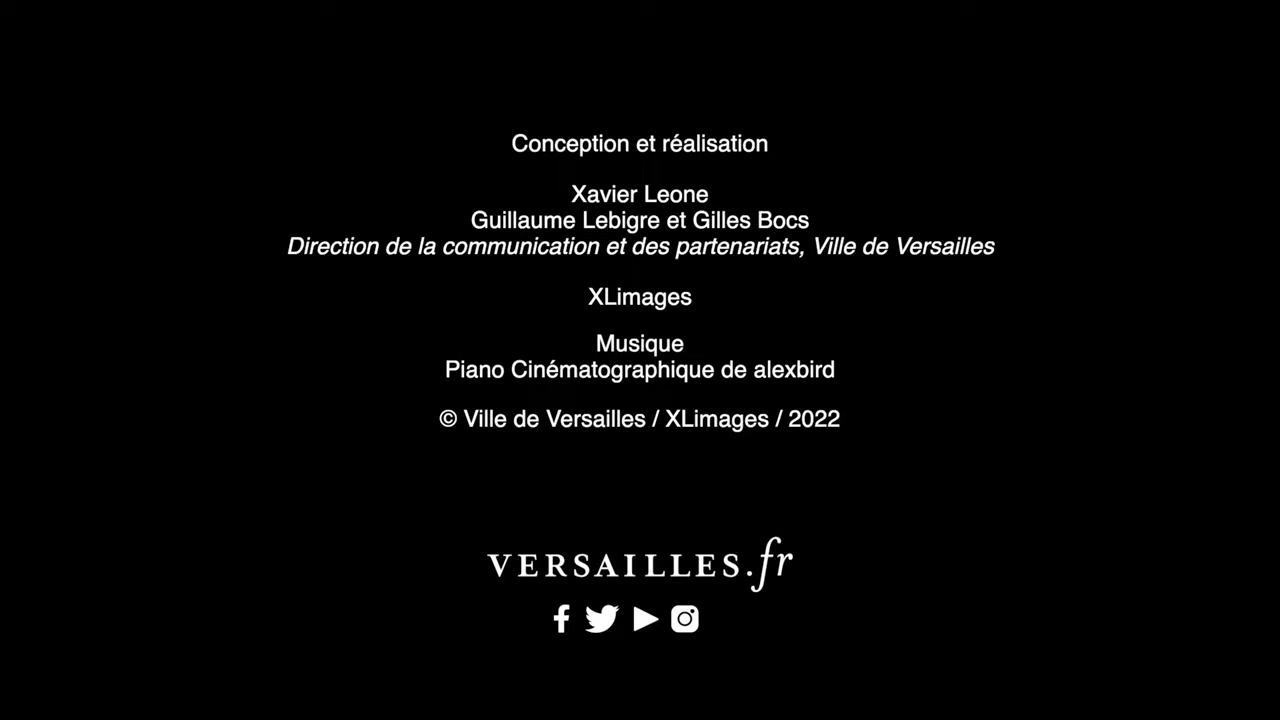 Conception et réalisation
Xavier Leone
Guillaume Lebigre et Gilles Bocs
Direction de la communication et des partenariats, Ville de Versailles
XLimages
Musique
Piano Cinématographique de alexbird
© Ville de Versailles / XLimages / 2022
VERSAILLES.fr